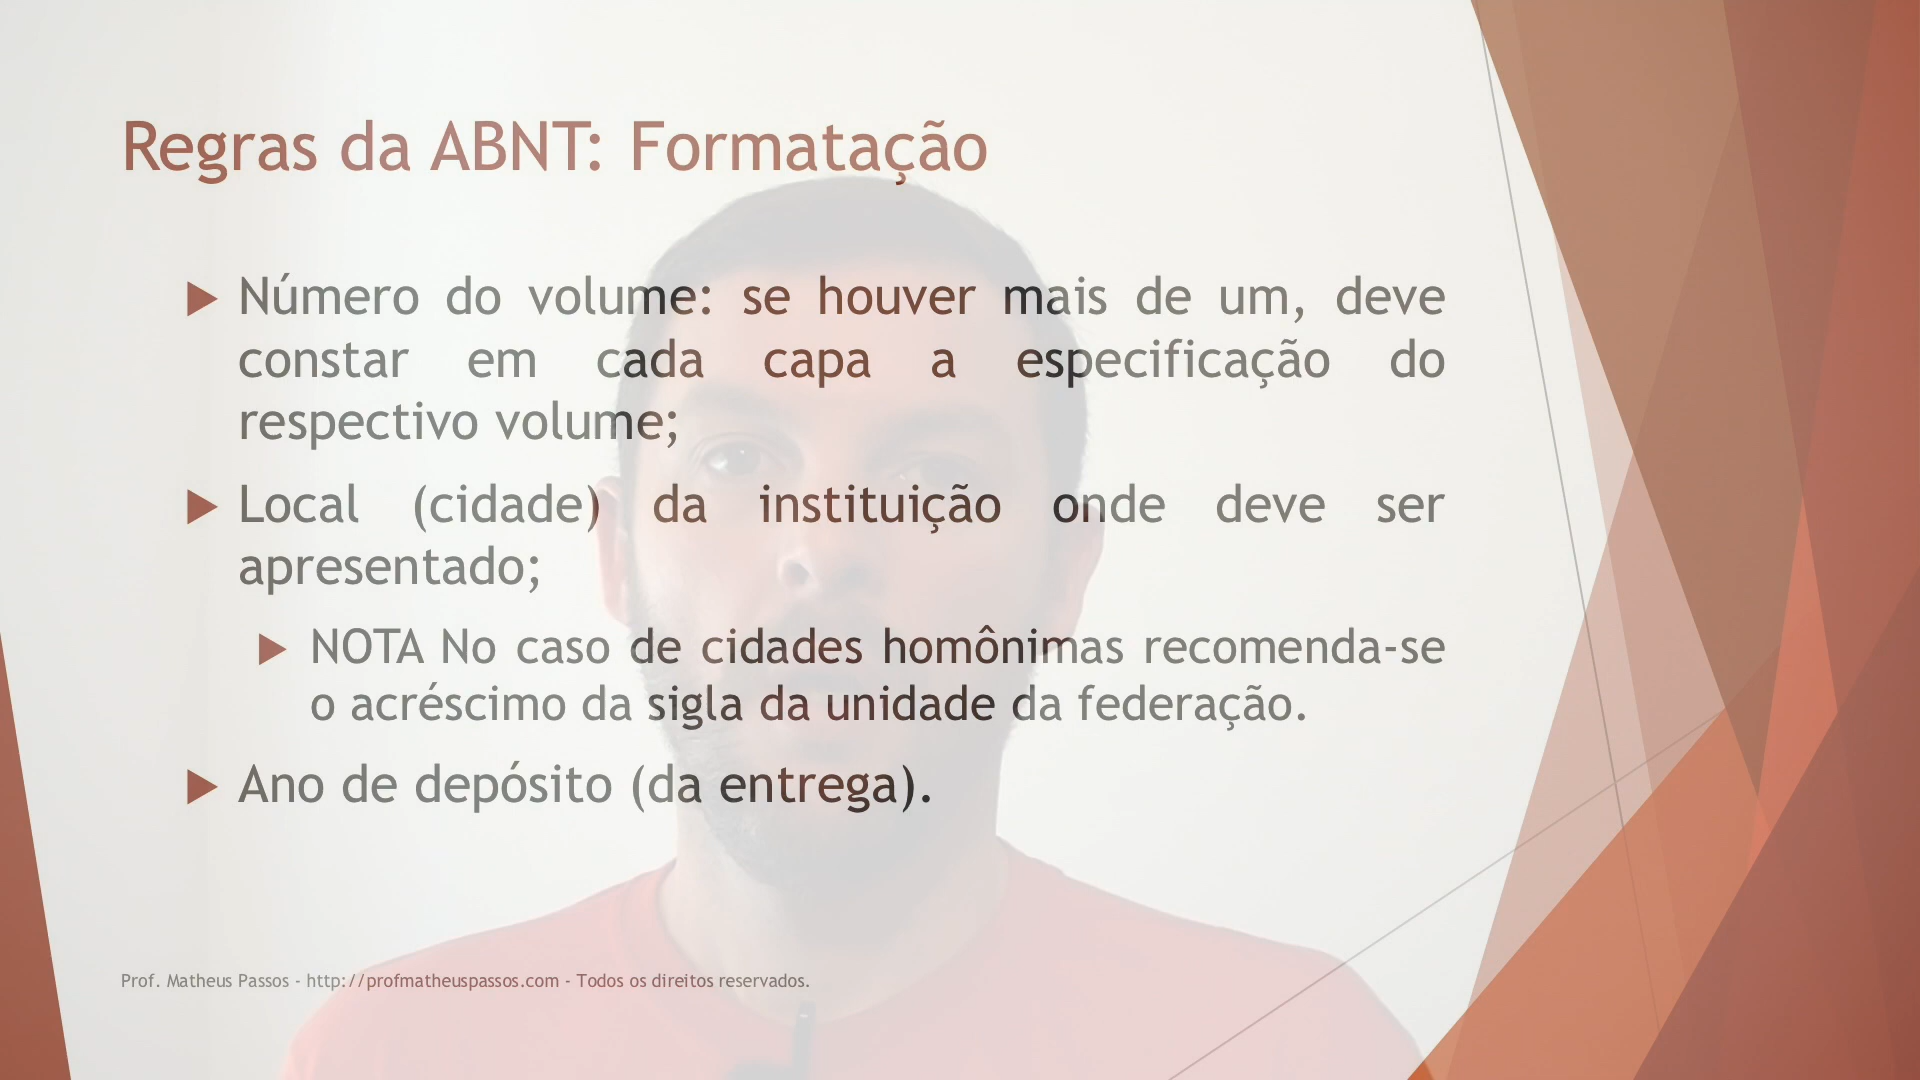 Regras da ABNT: Formatação
Número do volume: se houver mais de um, deve
constar em cada capa a especificação do
respectivo volume;
Local (cidade) da instituição onde deve ser
apresentado;
NOTA No caso de cidades homônimas recomenda-se
o acréscimo da sigla da unidade da federação.
Ano de depósito (da entrega).
Prof. Matheus Passos - http://profmatheuspassos.com - Todos os direitos reservados.